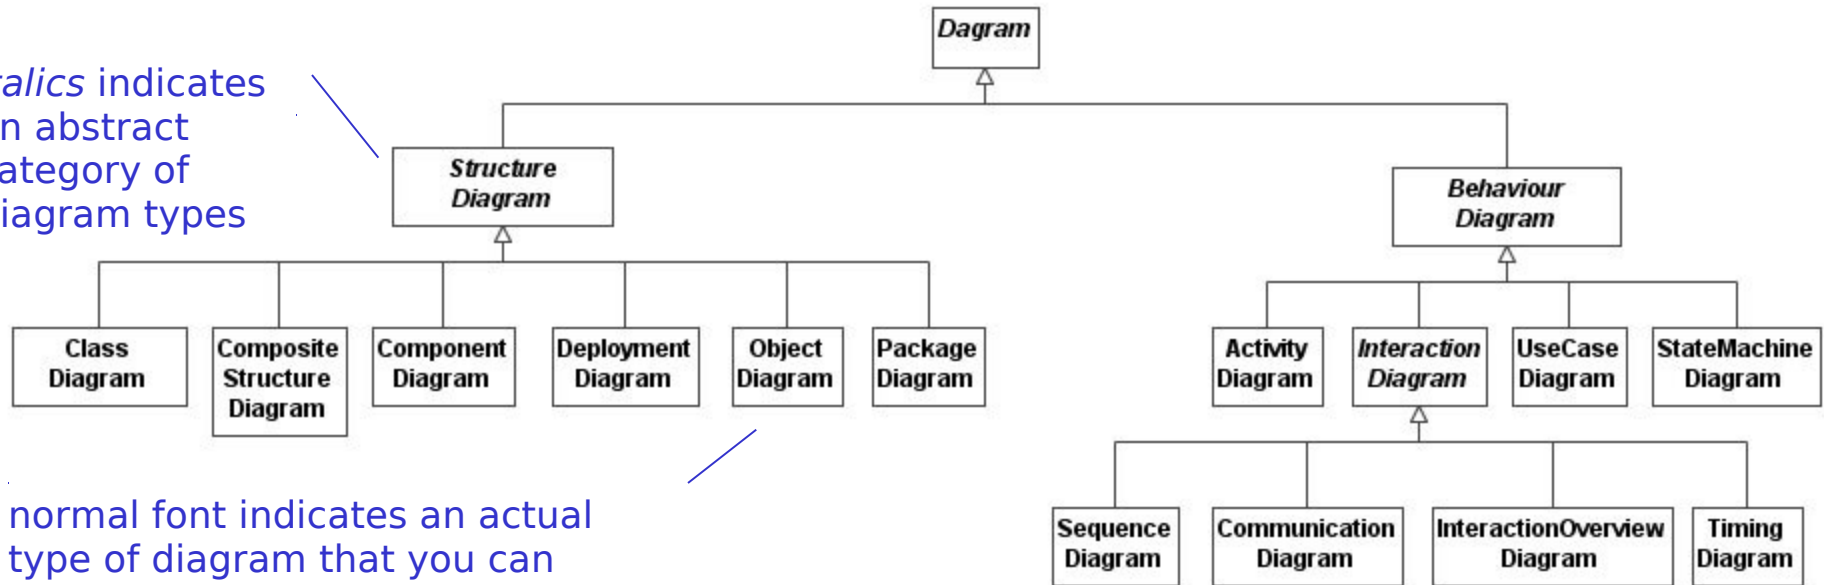 Dagram
alics indicates
n abstract
ategory of
iagram types
Structure
Diagram
Behaviour
Diagram
Class
Diagram
Composite
Structure
Diagram
Component
Diagram
Deployment
Diagram
Object
Diagram
Package
Diagram
Activity
Diagram
Interaction
Diagram
UseCase
Diagram
StateMachine
Diagram
normal font indicates an actual
type of diagram that you can
Sequence
Diagram
Communication
Diagram
InteractionOverview
Diagram
Timing
Diagram